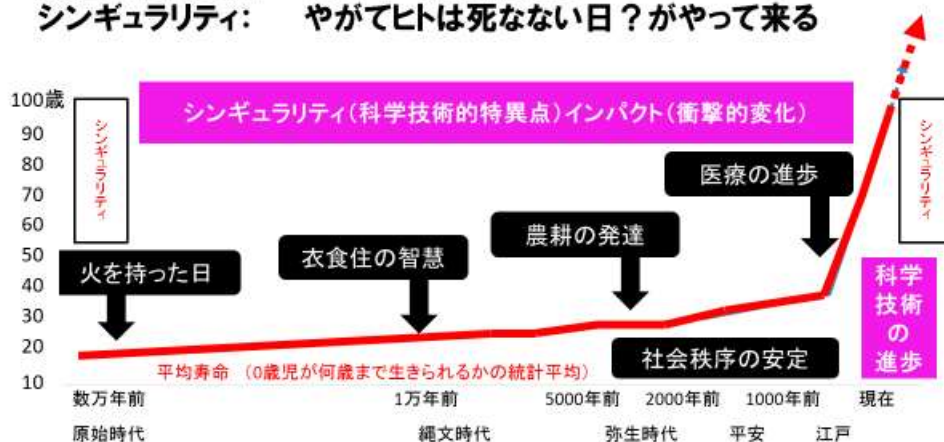 シンギュラリティ: やがてヒトは死なない日?がやって来る
シンギュラリティ(科学技術的特異点)インパクト(衝撃的変化)
100歳
90
80
70
60
50
40
30
20
10
シンギュラリティ
シンギュラリティ
火を持った日
衣食住の智慧
農耕の発達
医療の進歩
社会秩序の安定
科学
技術
の
進歩
平均寿命 (0歳児が何歳まで生きられるかの統計平均)
数万年前 1万年前 5000年前 2000年前 1000年前 現在
原始時代 縄文時代 弥生時代 平安 江戸